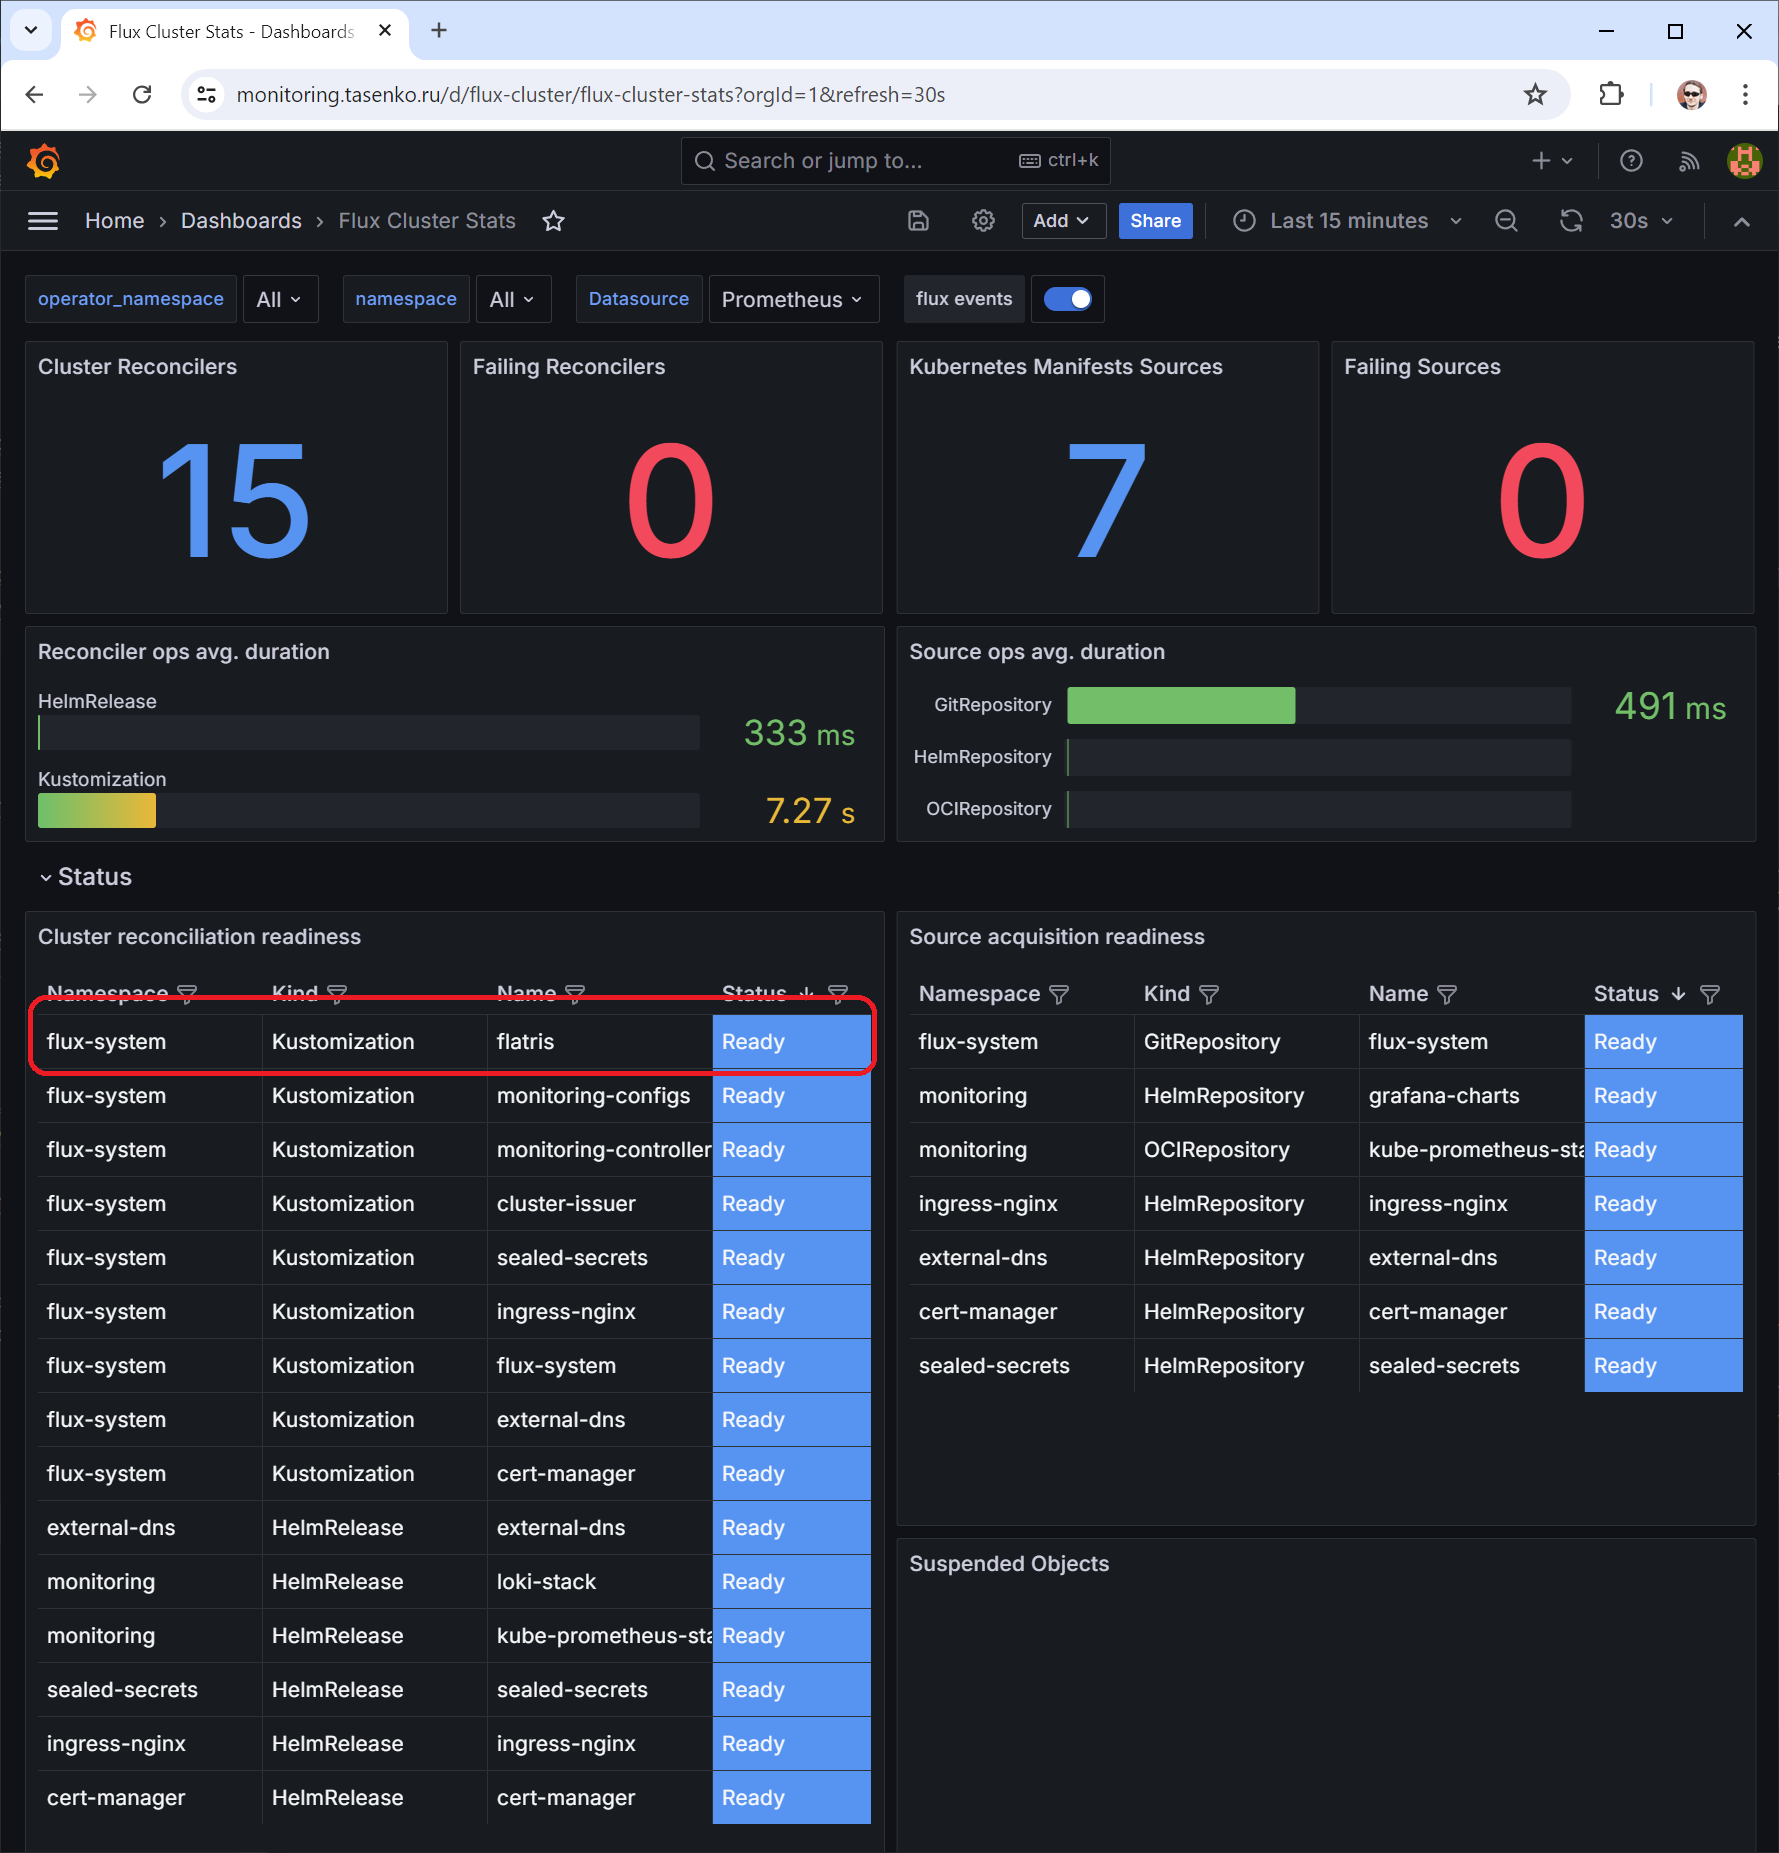 Flux Cluster Stats - Dashboards
monitoring.tasenko.ru/d/flux-cluster/flux-cluster-stats?orgId=1&refresh=30s
Search or jump to... ctrl+k
Home › Dashboards › Flux Cluster Stats Add Share Last 15 minutes 30s
operator_namespace All namespace All Datasource Prometheus flux events
Cluster Reconcilers
15
Failing Reconcilers
0
Kubernetes Manifests Sources
7
Failing Sources
0
Reconciler ops avg. duration
HelmRelease
333 ms
Kustomization
7.27 s
Source ops avg. duration
GitRepository 491 ms
HelmRepository
OCIRepository
Status
Cluster reconciliation readiness
Namespace Kind Name Status
flux-system Kustomization flatris Ready
flux-system Kustomization monitoring-configs Ready
flux-system Kustomization monitoring-controller Ready
flux-system Kustomization cluster-issuer Ready
flux-system Kustomization sealed-secrets Ready
flux-system Kustomization ingress-nginx Ready
flux-system Kustomization flux-system Ready
flux-system Kustomization external-dns Ready
flux-system Kustomization cert-manager Ready
external-dns HelmRelease external-dns Ready
monitoring HelmRelease loki-stack Ready
monitoring HelmRelease kube-prometheus-sta Ready
sealed-secrets HelmRelease sealed-secrets Ready
ingress-nginx HelmRelease ingress-nginx Ready
cert-manager HelmRelease cert-manager Ready
Source acquisition readiness
Namespace Kind Name Status
flux-system GitRepository flux-system Ready
monitoring HelmRepository grafana-charts Ready
monitoring OCIRepository kube-prometheus-sta Ready
ingress-nginx HelmRepository ingress-nginx Ready
external-dns HelmRepository external-dns Ready
cert-manager HelmRepository cert-manager Ready
sealed-secrets HelmRepository sealed-secrets Ready
Suspended Objects